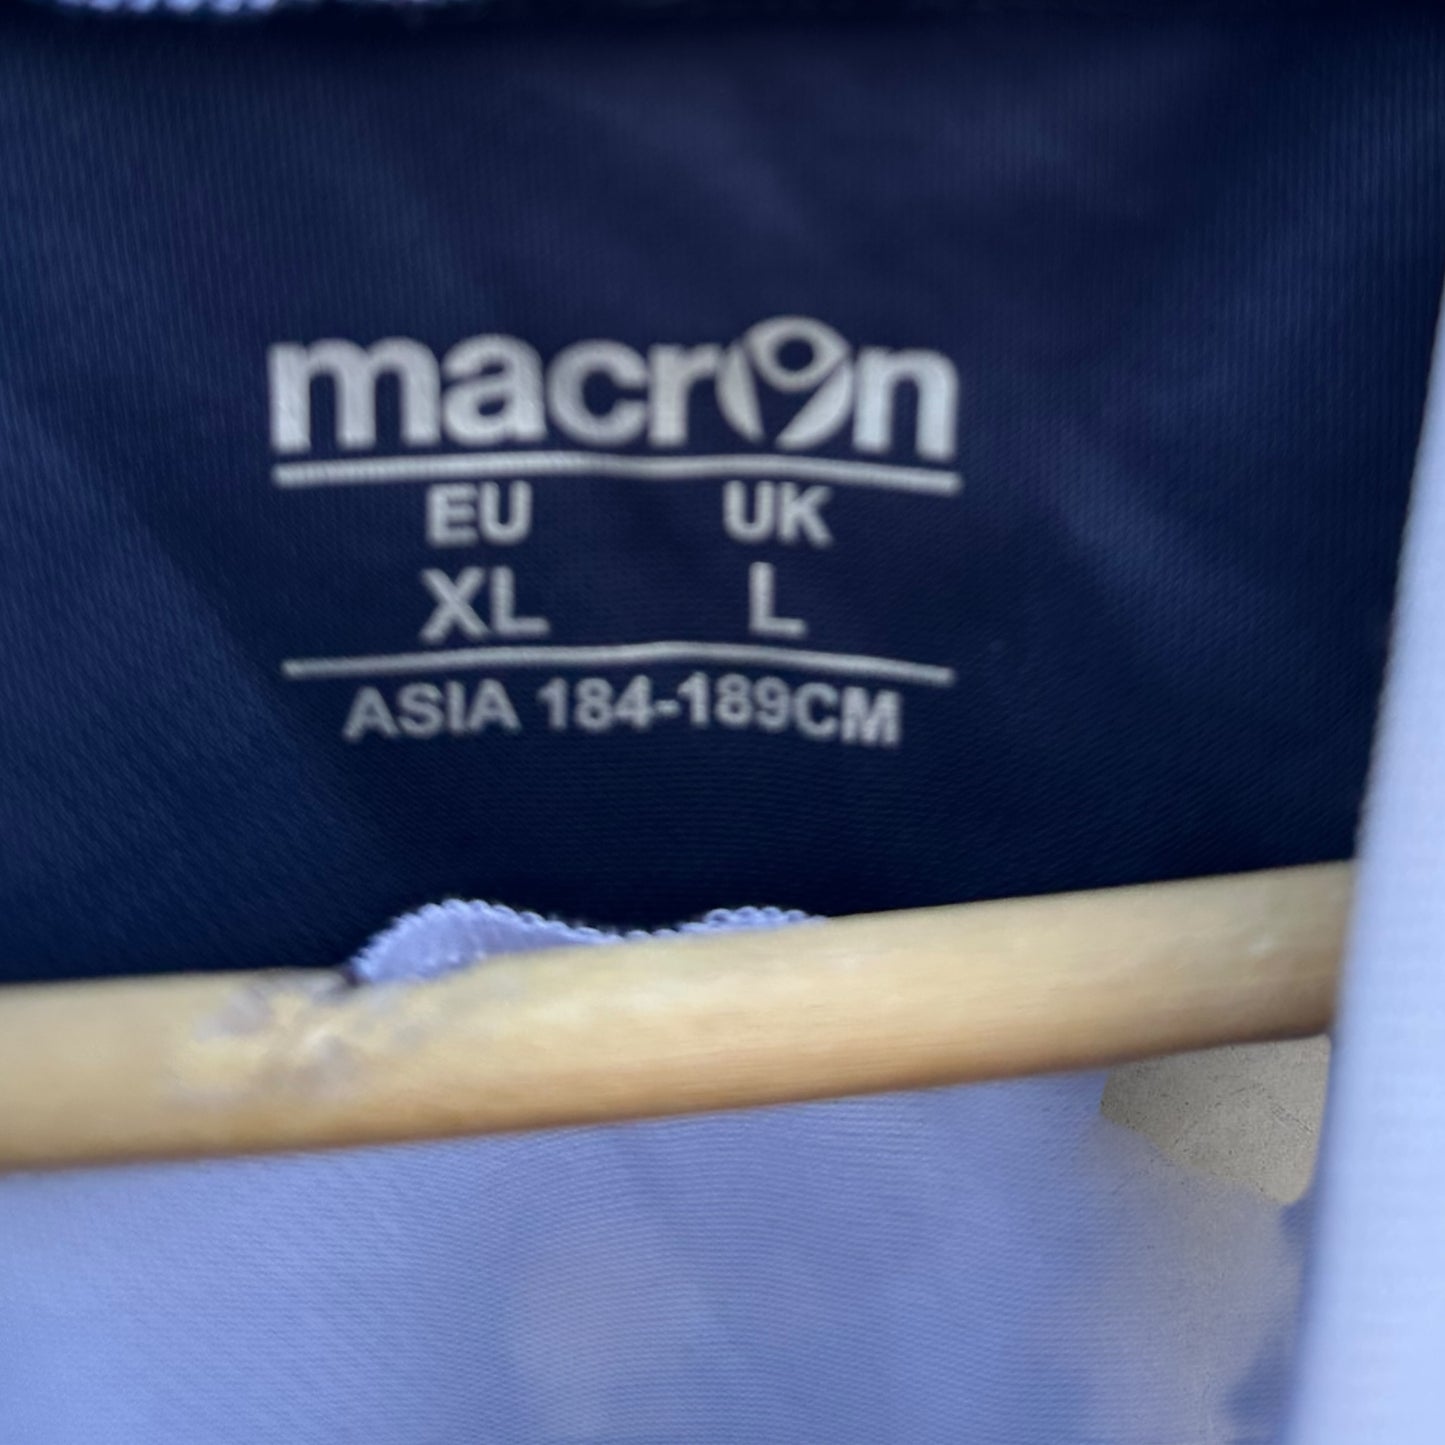 macron
EU UK
XL L
ASIA 184-189CM